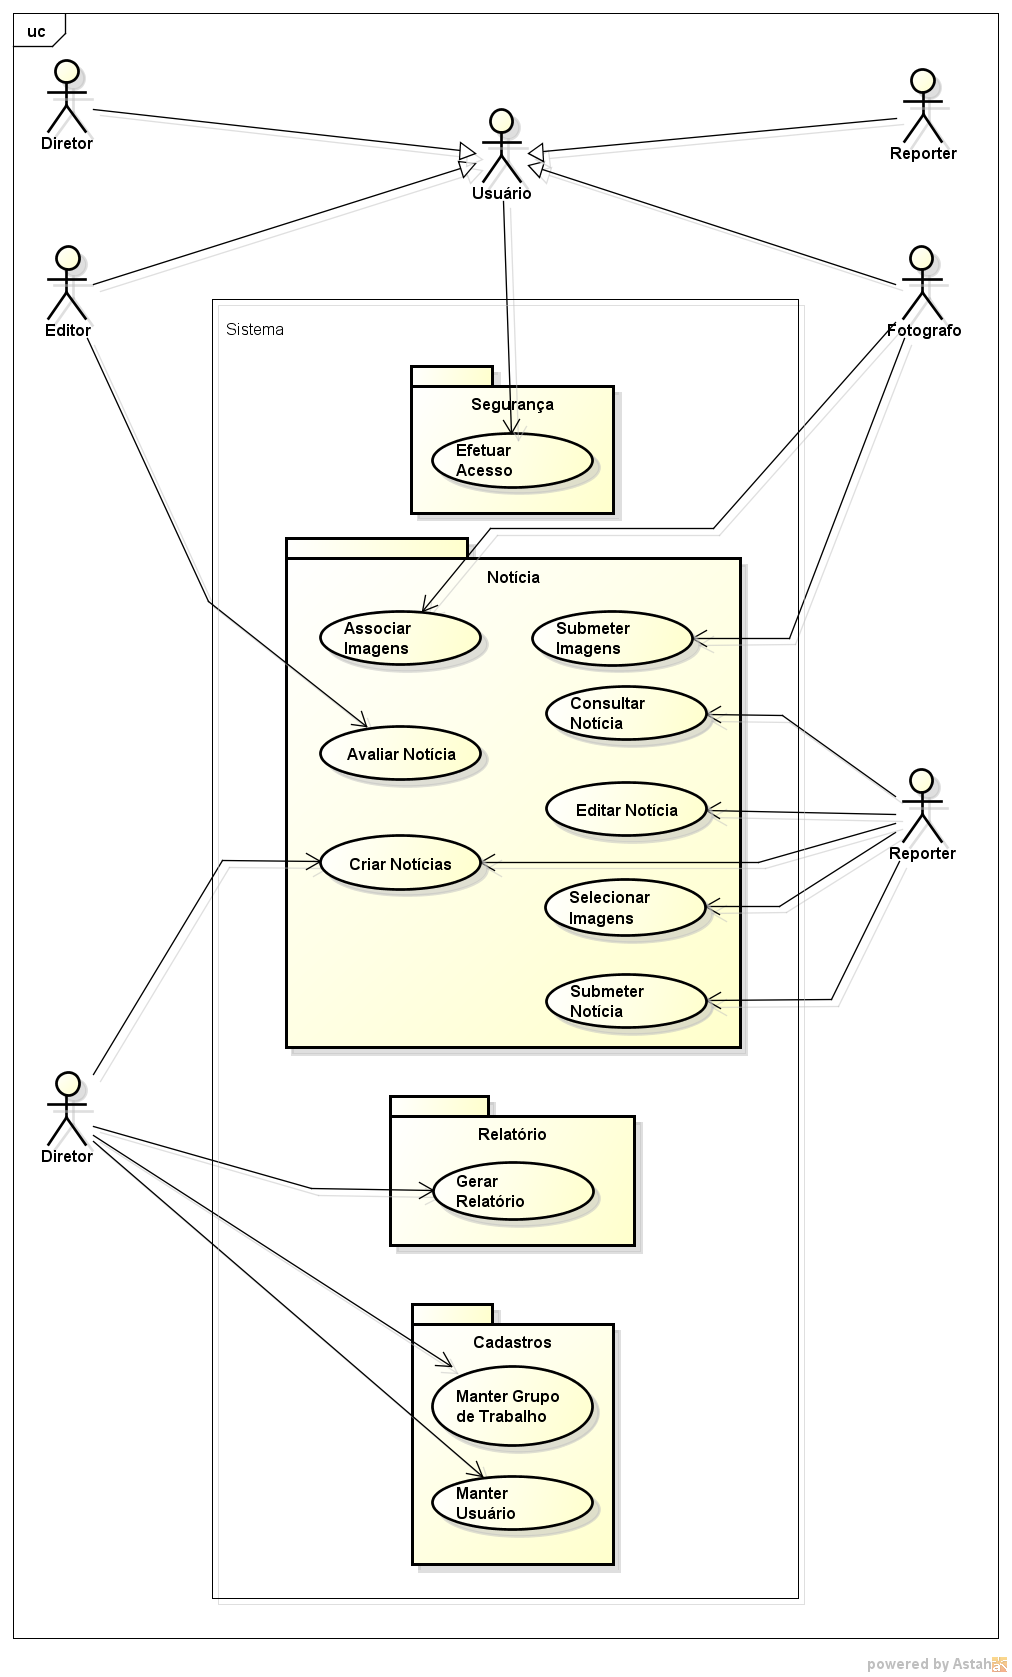 uc
Diretor
Reporter
Usuário
Editor
Fotografo
Sistema
Segurança
Efetuar
Acesso
Notícia
Associar
Imagens
Submeter
Imagens
Consultar
Notícia
Avaliar Notícia
Editar Notícia
Reporter
Criar Notícias
Selecionar
Imagens
Submeter
Notícia
Diretor
Relatório
Gerar
Relatório
Cadastros
Manter Grupo
de Trabalho
Manter
Usuário
powered by Astah